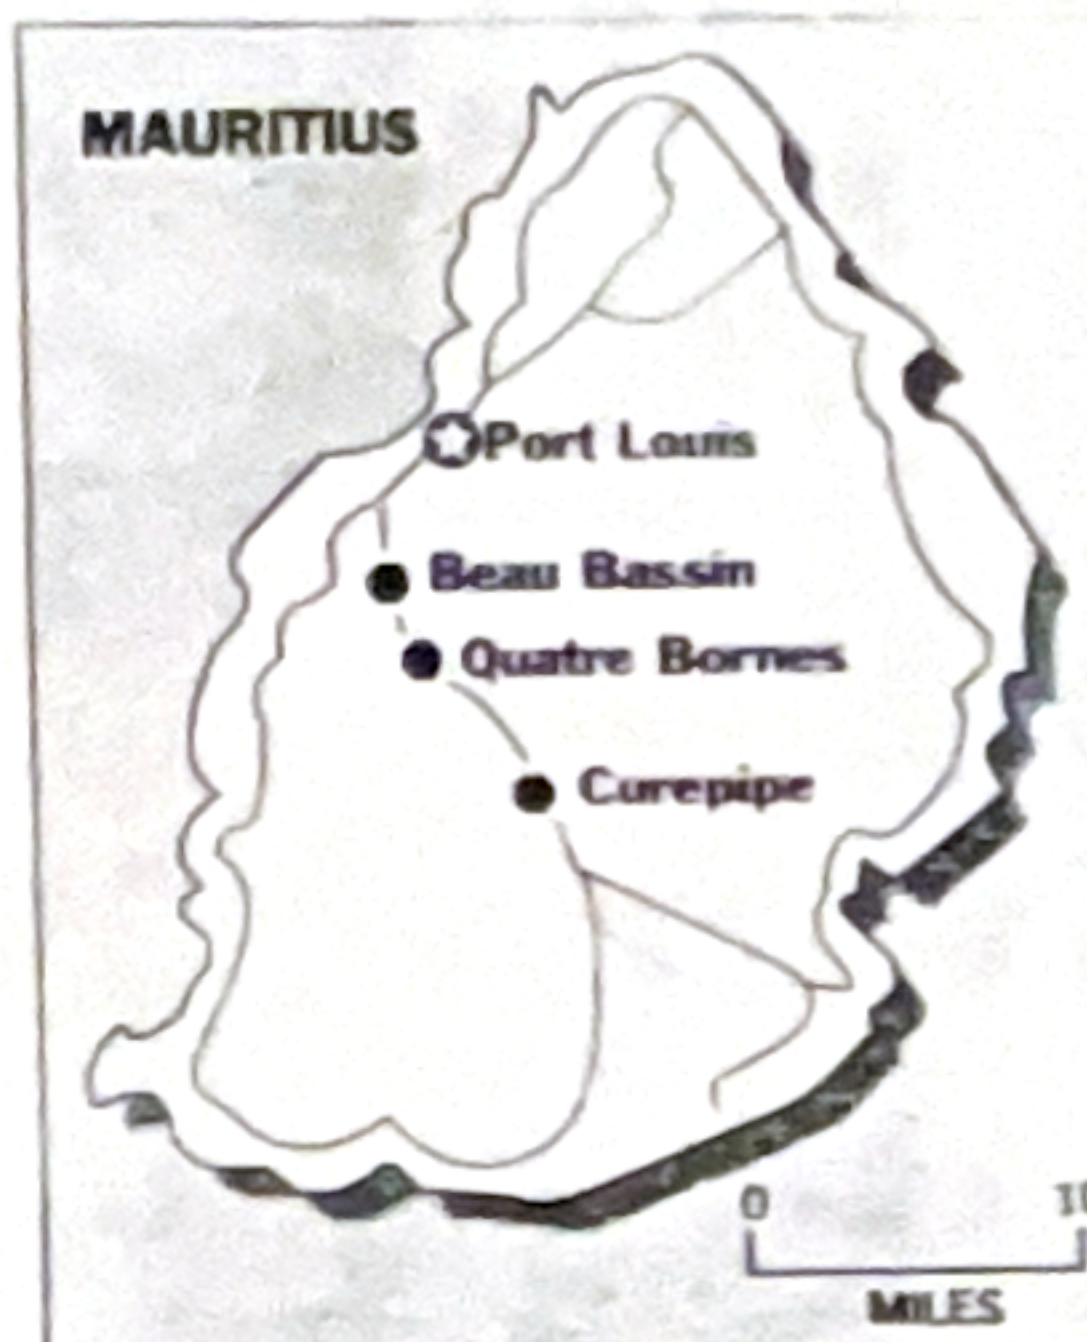 MAURITIUS
Port Louis
Beau Bassin
Quatre Bornes
Curepipe
0
MILES